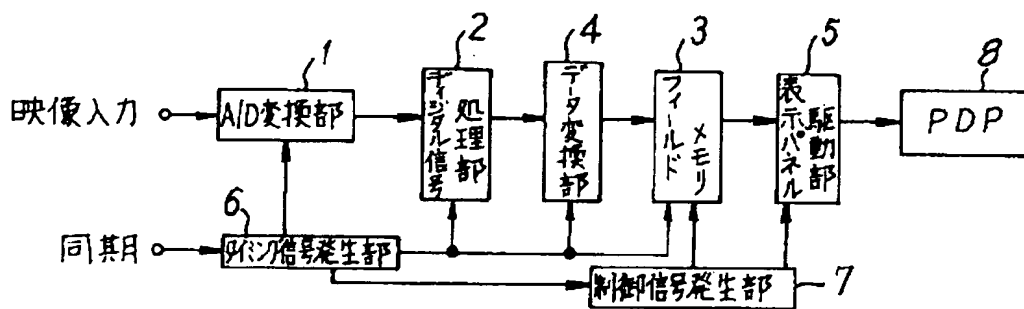 1
2
4
3
5
8
映像入力
A/D変換部
ディジタル信号
処理部
データ変換部
フィールド
メモリ
表示パネル
駆動部
PDP
6
同期
タイミング信号発生部
制御信号発生部
7